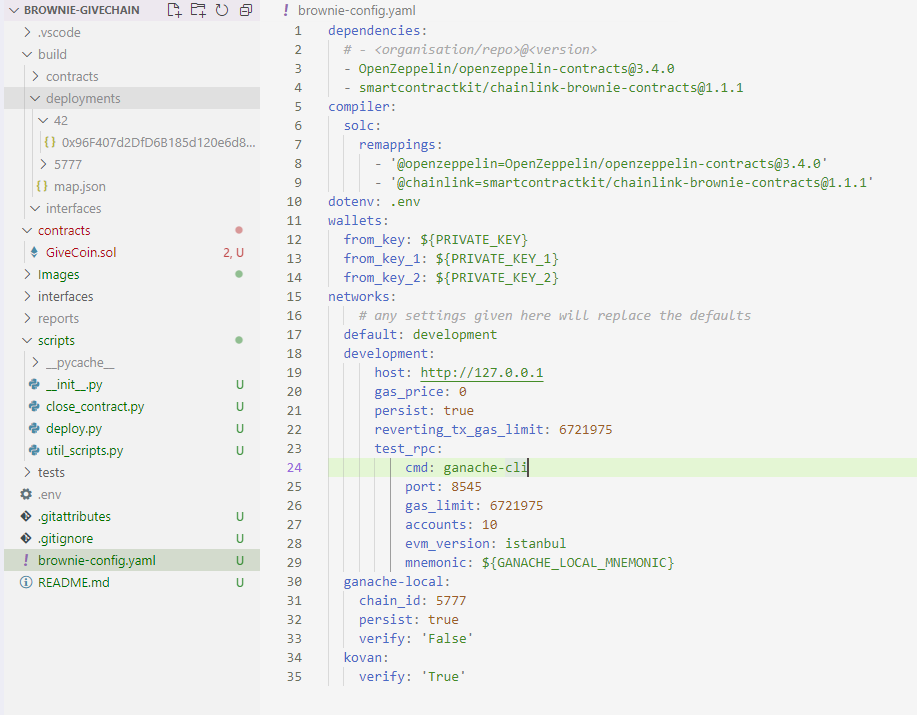 BROWNIE-GIVECHAIN
.vscode
build
contracts
deployments
42
0x96F407d2DfD6B185d120e6d8...
5777
map.json
interfaces
contracts
GiveCoin.sol 2, U
Images
interfaces
reports
scripts
__pycache__
__init__.py U
close_contract.py U
deploy.py U
util_scripts.py U
tests
.env
.gitattributes U
.gitignore U
brownie-config.yaml U
README.md U
! brownie-config.yaml
1 dependencies:
2 # - <organisation/repo>@<version>
3 - OpenZeppelin/openzeppelin-contracts@3.4.0
4 - smartcontractkit/chainlink-brownie-contracts@1.1.1
5 compiler:
6 solc:
7 remappings:
8 - '@openzeppelin=OpenZeppelin/openzeppelin-contracts@3.4.0'
9 - '@chainlink=smartcontractkit/chainlink-brownie-contracts@1.1.1'
10 dotenv: .env
11 wallets:
12 from_key: ${PRIVATE_KEY}
13 from_key_1: ${PRIVATE_KEY_1}
14 from_key_2: ${PRIVATE_KEY_2}
15 networks:
16 # any settings given here will replace the defaults
17 default: development
18 development:
19 host: http://127.0.0.1
20 gas_price: 0
21 persist: true
22 reverting_tx_gas_limit: 6721975
23 test_rpc:
24 cmd: ganache-cli
25 port: 8545
26 gas_limit: 6721975
27 accounts: 10
28 evm_version: istanbul
29 mnemonic: ${GANACHE_LOCAL_MNEMONIC}
30 ganache-local:
31 chain_id: 5777
32 persist: true
33 verify: 'False'
34 kovan:
35 verify: 'True'